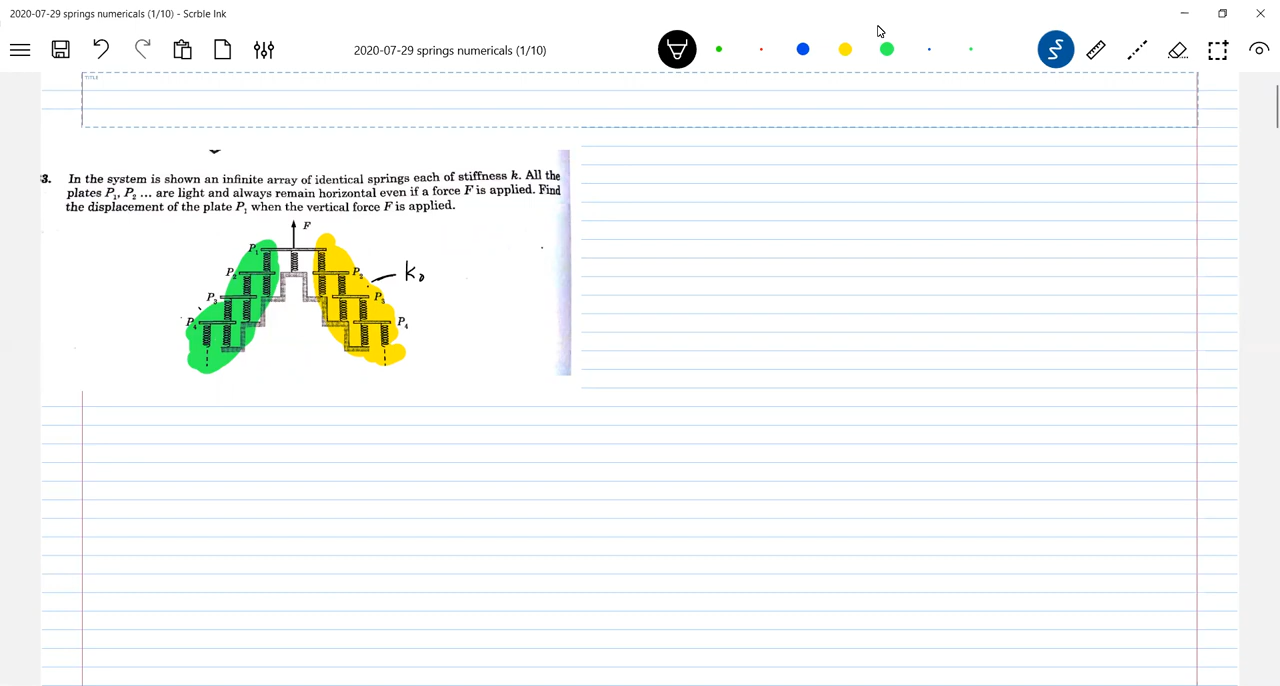 2020-07-29 springs numericals (1/10) - Scrble Ink
2020-07-29 springs numericals (1/10)
TITLE
3. In the system is shown an infinite array of identical springs each of stiffness k. All the
plates P₁, P₂ ... are light and always remain horizontal even if a force F is applied. Find
the displacement of the plate P₁ when the vertical force F is applied.
F
P₁
P₂ P₂ k₀
P₃ P₃
P₄ P₄